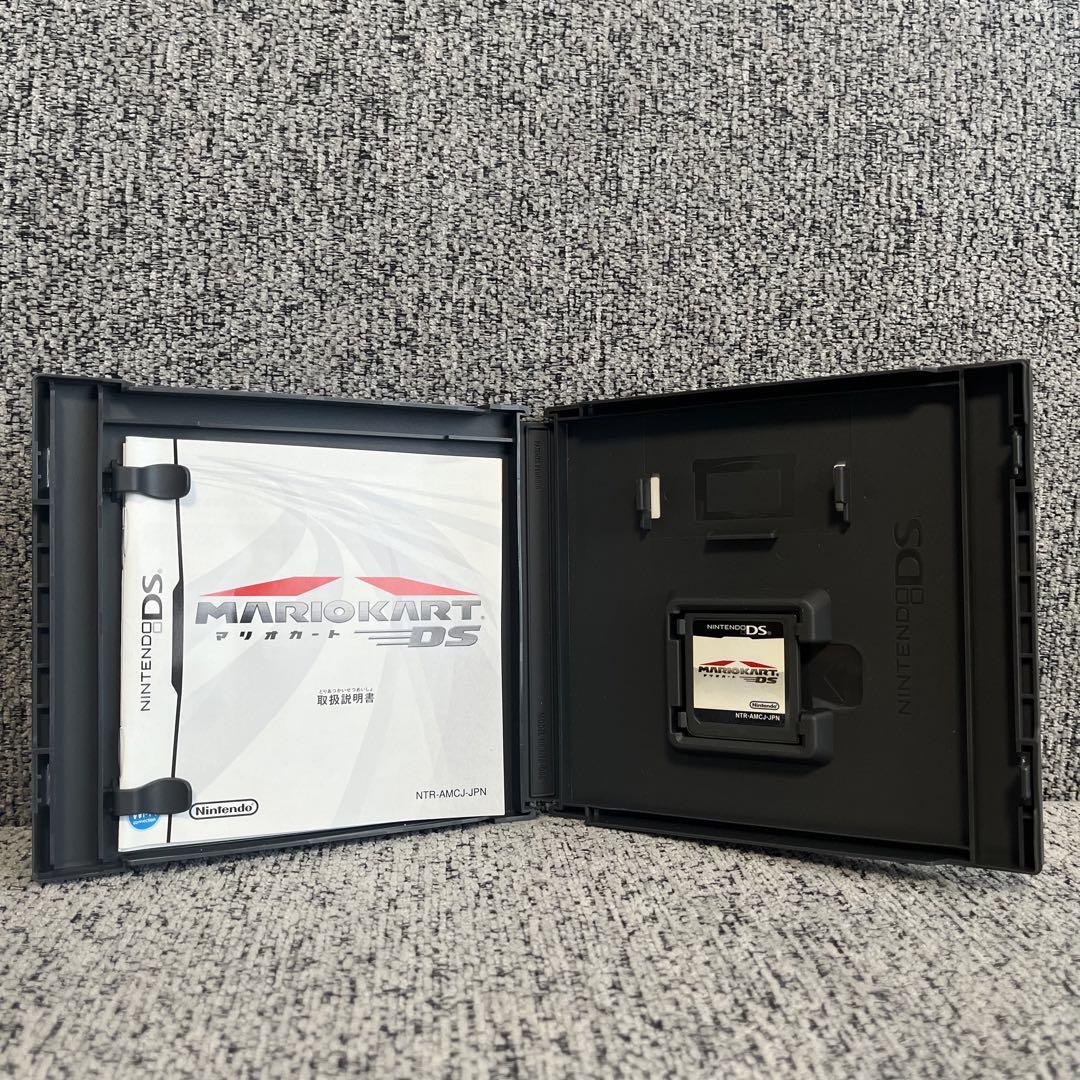 NINTENDO DS
MARIOKART
マリオカート DS
とりあつかいせつめいしょ
取扱説明書
NTR-AMCJ-JPN
Nintendo
connection
NINTENDO DS
MARIOKART
マリオカート DS
Nintendo
NTR-AMCJ-JPN
NINTENDO DS